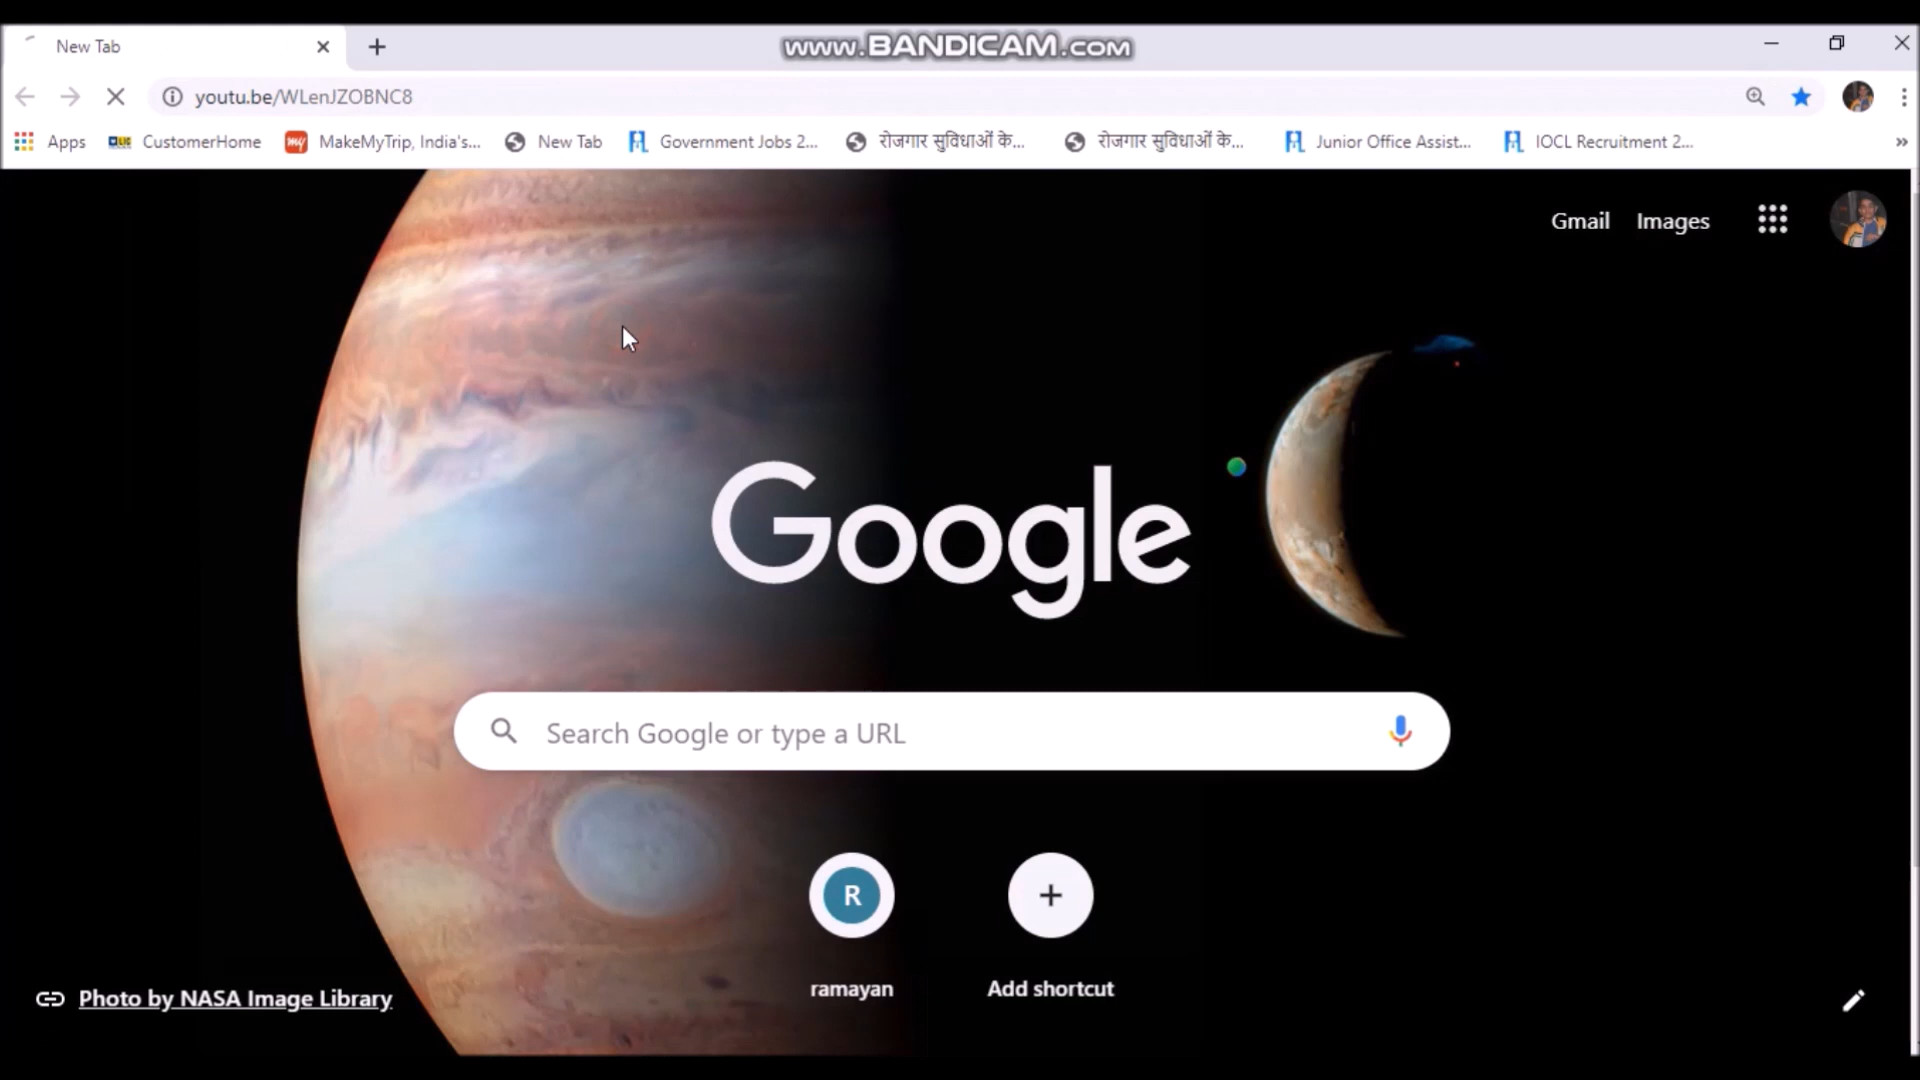 New Tab
www.BANDICAM.com
youtu.be/WLenJZOBNC8
Apps
CustomerHome
my
MakeMyTrip, India's...
New Tab
Government Jobs 2...
रोजगार सुविधाओं के...
रोजगार सुविधाओं के...
Junior Office Assist...
IOCL Recruitment 2...
Gmail
Images
Google
Search Google or type a URL
R
ramayan
Add shortcut
Photo by NASA Image Library